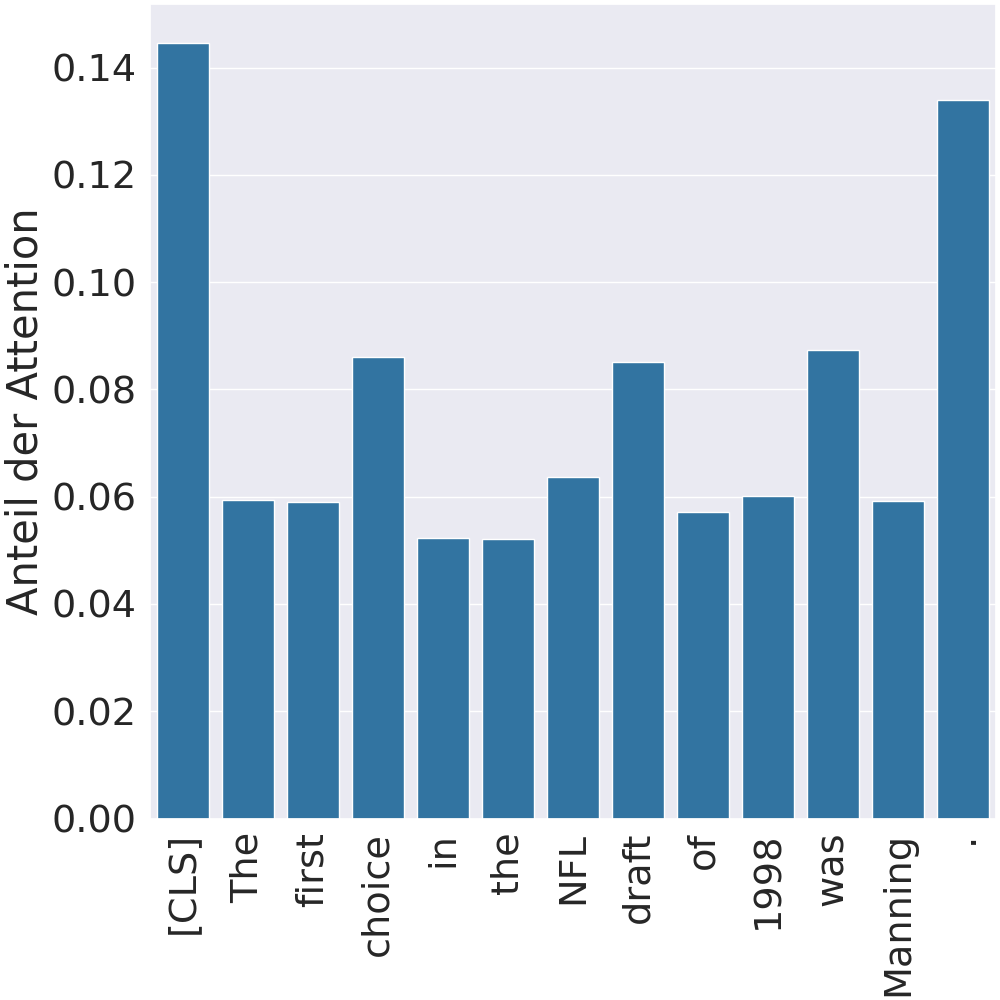 Anteil der Attention
0.14
0.12
0.10
0.08
0.06
0.04
0.02
0.00
[CLS]
The
first
choice
in
the
NFL
draft
of
1998
was
Manning
.